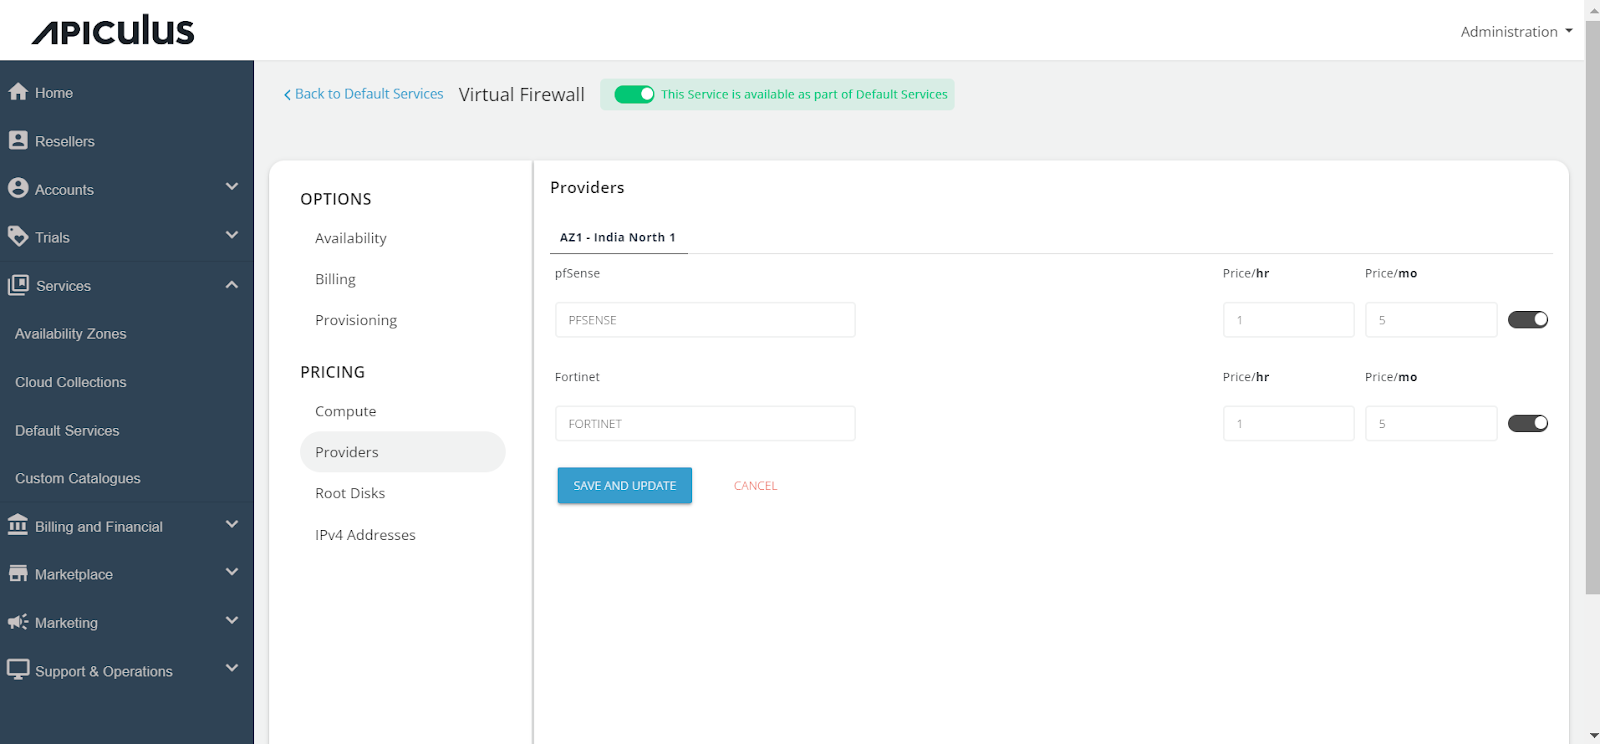 APICULUS
Administration
Home
Resellers
Accounts
Trials
Services
Availability Zones
Cloud Collections
Default Services
Custom Catalogues
Billing and Financial
Marketplace
Marketing
Support & Operations
Back to Default Services
Virtual Firewall
This Service is available as part of Default Services
OPTIONS
Availability
Billing
Provisioning
PRICING
Compute
Providers
Root Disks
IPv4 Addresses
Providers
AZ1 - India North 1
pfSense Price/hr Price/mo
PFSENSE 1 5
Fortinet Price/hr Price/mo
FORTINET 1 5
SAVE AND UPDATE CANCEL